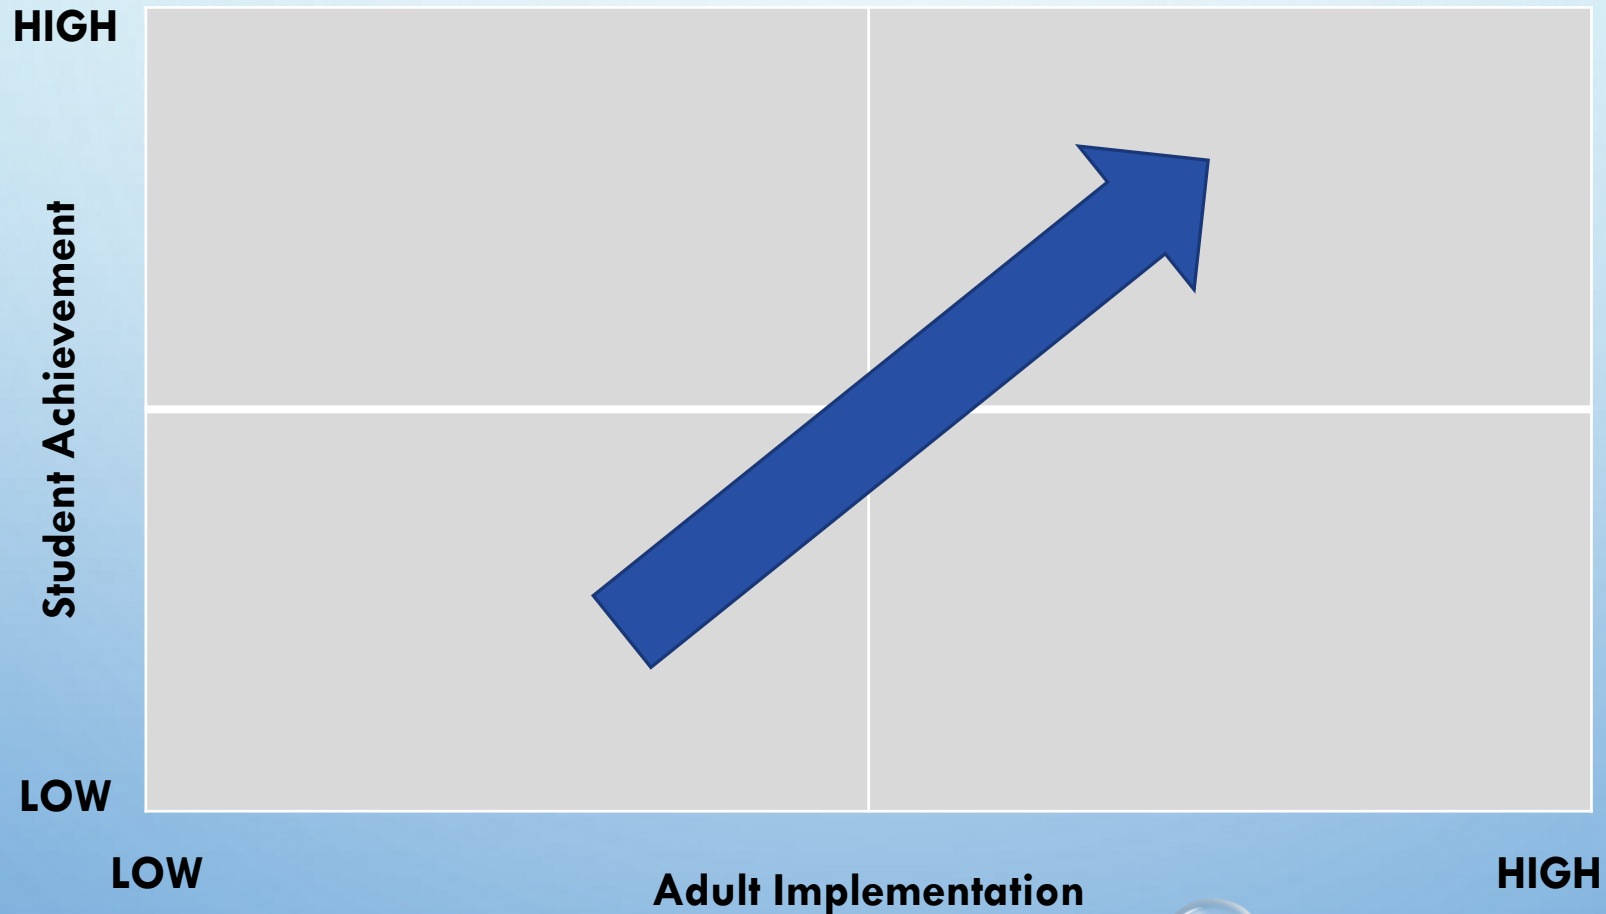 HIGH
Student Achievement
LOW
LOW
Adult Implementation
HIGH